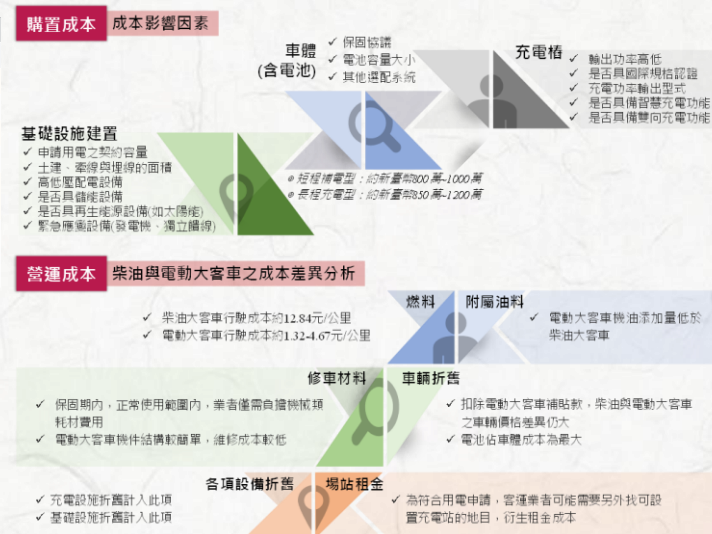 購置成本 成本影響因素
車體
(含電池)
✓ 保固協議
✓ 電池容量大小
✓ 其他選配系統
充電樁
✓ 輸出功率高低
✓ 是否具國際規格認證
✓ 充電功率輸出型式
✓ 是否具備智慧充電功能
✓ 是否具備雙向充電功能
基礎設施建置
✓ 申請用電之契約容量
✓ 土建、牽線與埋線的面積
✓ 高低壓配電設備
✓ 是否具儲能設備
✓ 是否具再生能源設備(如太陽能)
✓ 緊急應變設備(發電機、獨立饋線)
短程補電型：約新臺幣800萬~1000萬
長程充電型：約新臺幣850萬~1200萬
營運成本 柴油與電動大客車之成本差異分析
燃料
✓ 柴油大客車行駛成本約12.84元/公里
✓ 電動大客車行駛成本約1.32-4.67元/公里
附屬油料
✓ 電動大客車機油添加量低於
柴油大客車
修車材料
✓ 保固期內，正常使用範圍內，業者僅需負擔機械類
耗材費用
✓ 電動大客車機件結構較簡單，維修成本較低
車輛折舊
✓ 扣除電動大客車補貼款，柴油與電動大客車
之車輛價格差異仍大
✓ 電池佔車體成本為最大
各項設備折舊
✓ 充電設施折舊計入此項
✓ 基礎設施折舊計入此項
場站租金
✓ 為符合用電申請，客運業者可能需要另外找可設
置充電站的地目，衍生租金成本